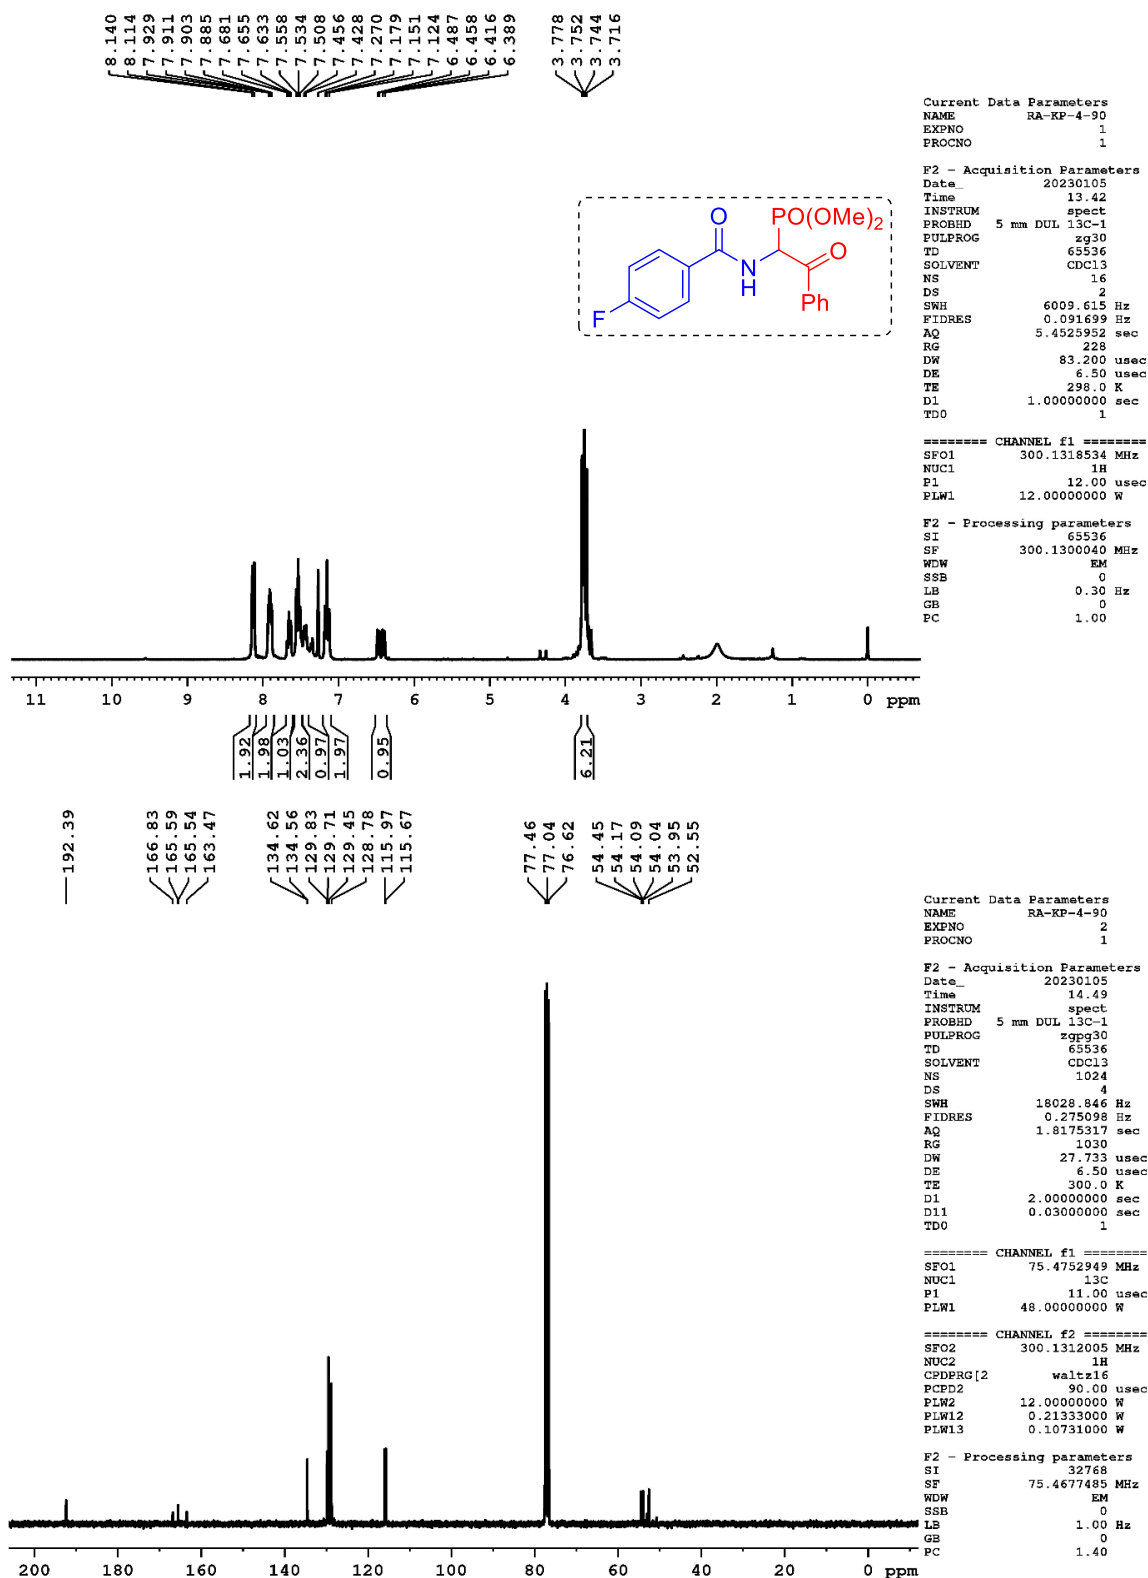 8.140
8.114
7.929
7.911
7.903
7.885
7.681
7.655
7.633
7.558
7.534
7.508
7.456
7.428
7.270
7.179
7.151
7.124
6.487
6.458
6.416
6.389
3.778
3.752
3.744
3.716
Current Data Parameters
NAME RA-KP-4-90
EXPNO 1
PROCNO 1
F2 - Acquisition Parameters
Date_ 20230105
Time 13.42
INSTRUM spect
PROBHD 5 mm DUL 13C-1
PULPROG zg30
TD 65536
SOLVENT CDCl3
NS 16
DS 2
SWH 6009.615 Hz
FIDRES 0.091699 Hz
AQ 5.4525952 sec
RG 228
DW 83.200 usec
DE 6.50 usec
TE 298.0 K
D1 1.00000000 sec
TD0 1
======== CHANNEL f1 ========
SFO1 300.1318534 MHz
NUC1 1H
P1 12.00 usec
PLW1 12.00000000 W
F2 - Processing parameters
SI 65536
SF 300.1300040 MHz
WDW EM
SSB 0
LB 0.30 Hz
GB 0
PC 1.00
O
PO(OMe)2
O
N
H
Ph
F
11 10 9 8 7 6 5 4 3 2 1 0 ppm
1.92
1.98
1.03
2.36
0.97
1.97
0.95
6.21
192.39
166.83
165.59
165.54
163.47
134.62
134.56
129.83
129.71
129.45
128.78
115.97
115.67
77.46
77.04
76.62
54.45
54.17
54.09
54.04
53.95
52.55
Current Data Parameters
NAME RA-KP-4-90
EXPNO 2
PROCNO 1
F2 - Acquisition Parameters
Date_ 20230105
Time 14.49
INSTRUM spect
PROBHD 5 mm DUL 13C-1
PULPROG zgpg30
TD 65536
SOLVENT CDCl3
NS 1024
DS 4
SWH 18028.846 Hz
FIDRES 0.275098 Hz
AQ 1.8175317 sec
RG 1030
DW 27.733 usec
DE 6.50 usec
TE 300.0 K
D1 2.00000000 sec
D11 0.03000000 sec
TD0 1
======== CHANNEL f1 ========
SFO1 75.4752949 MHz
NUC1 13C
P1 11.00 usec
PLW1 48.00000000 W
======== CHANNEL f2 ========
SFO2 300.1312005 MHz
NUC2 1H
CPDPRG[2 waltz16
PCPD2 90.00 usec
PLW2 12.00000000 W
PLW12 0.21333000 W
PLW13 0.10731000 W
F2 - Processing parameters
SI 32768
SF 75.4677485 MHz
WDW EM
SSB 0
LB 1.00 Hz
GB 0
PC 1.40
200 180 160 140 120 100 80 60 40 20 0 ppm